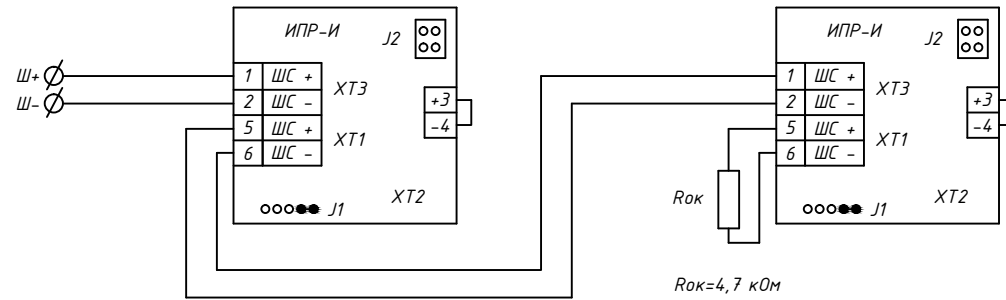 ИПР-И
J2
Ш+
Ш-
1 ШС +
2 ШС -
5 ШС +
6 ШС -
XT3
XT1
+3
-4
XT2
J1
ИПР-И
J2
1 ШС +
2 ШС -
5 ШС +
6 ШС -
XT3
XT1
+3
-4
XT2
J1
Rок
Rок=4,7 кОм